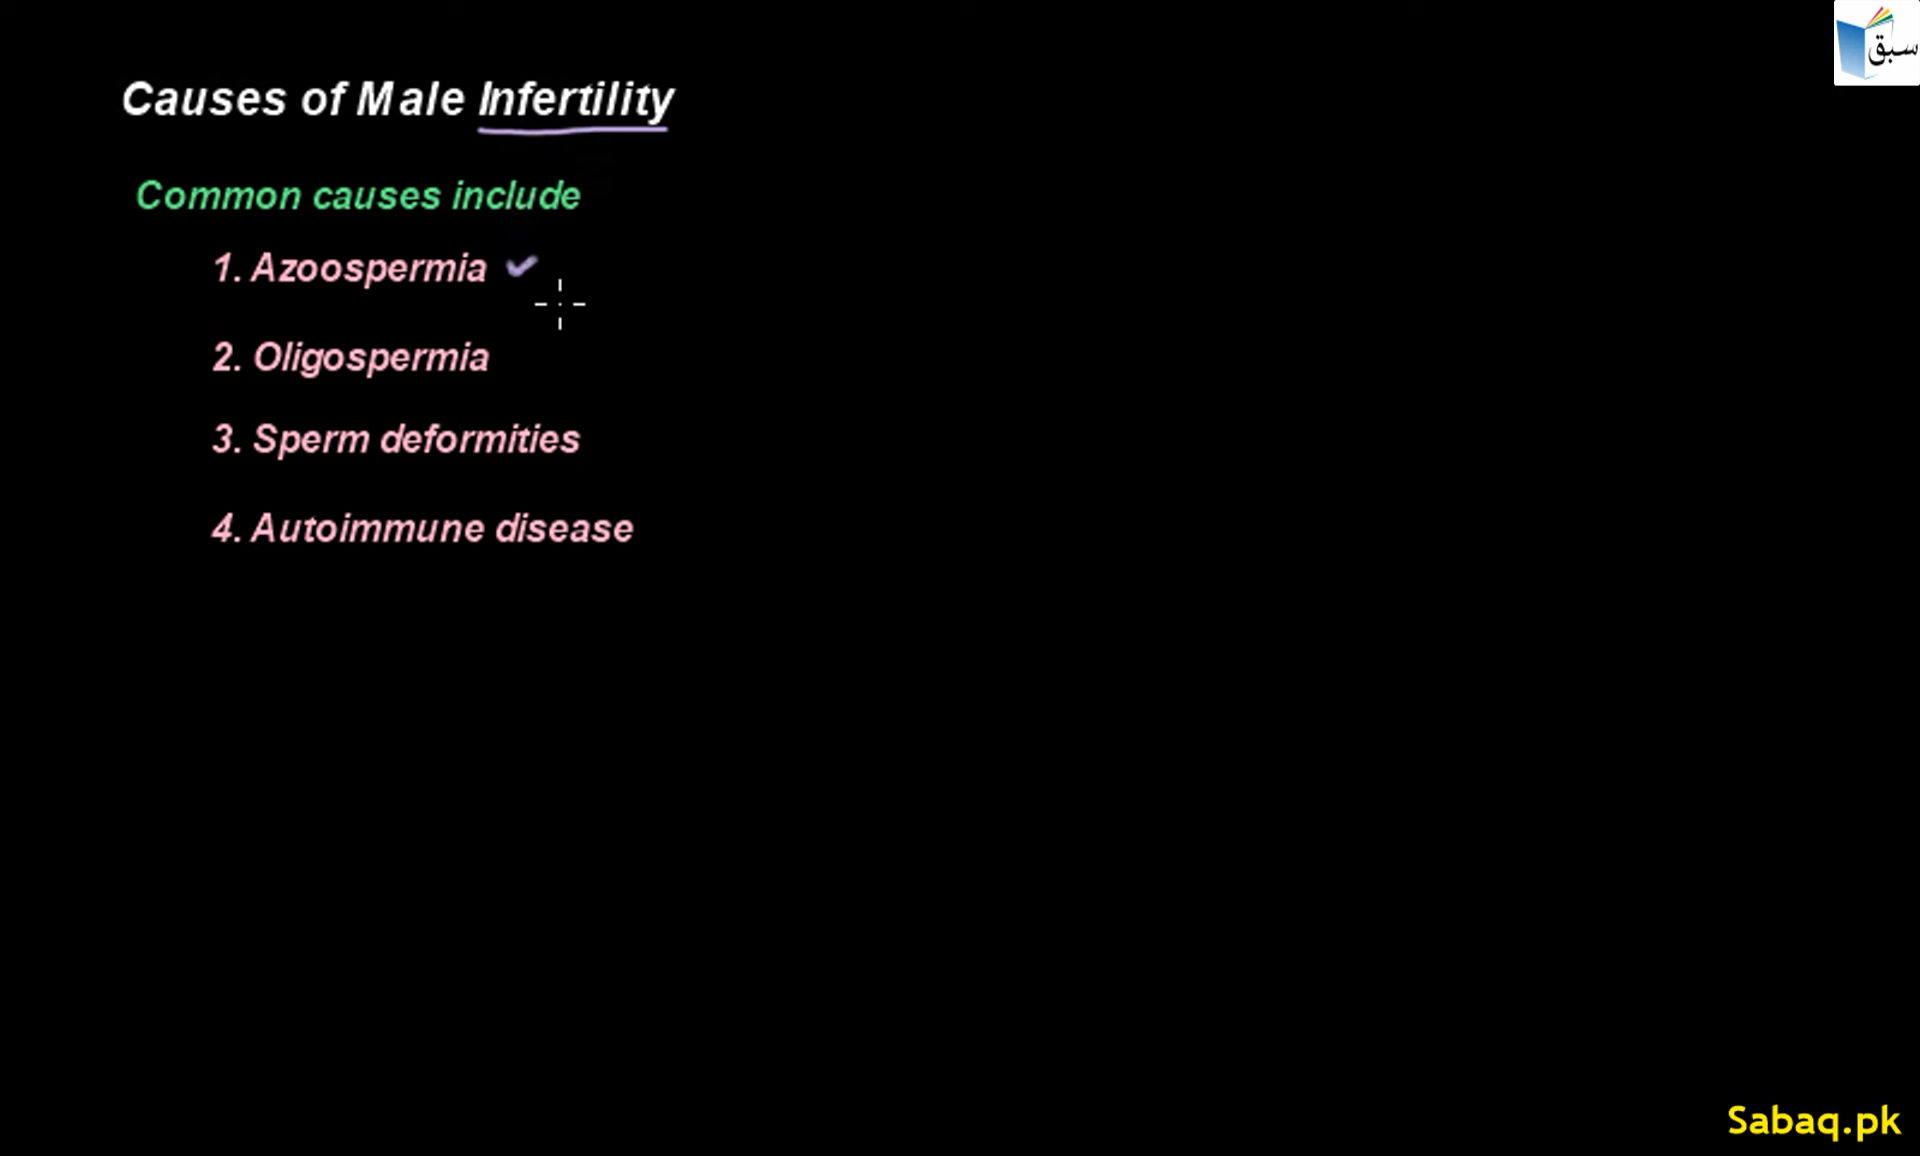 سبق
Causes of Male Infertility
Common causes include
1. Azoospermia
2. Oligospermia
3. Sperm deformities
4. Autoimmune disease
Sabaq.pk